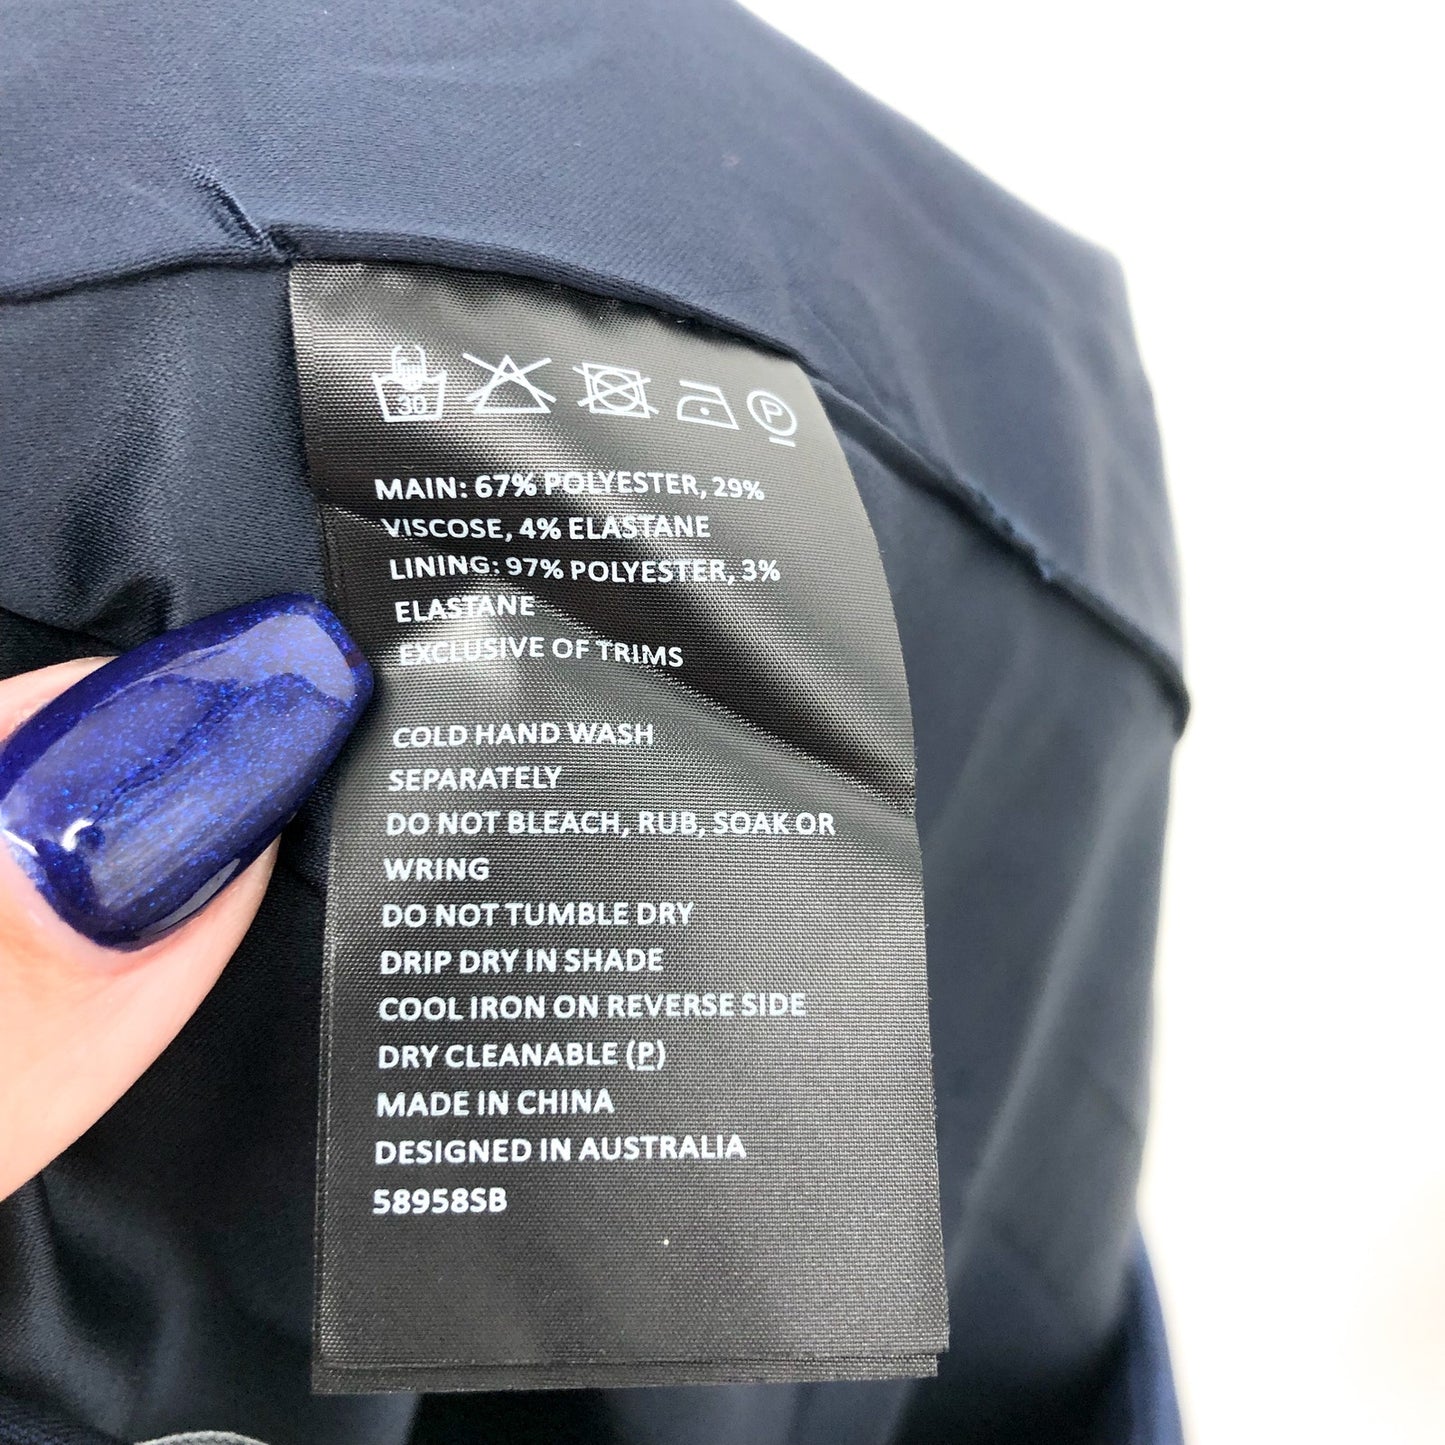 30 P
MAIN: 67% POLYESTER, 29%
VISCOSE, 4% ELASTANE
LINING: 97% POLYESTER, 3%
ELASTANE
EXCLUSIVE OF TRIMS
COLD HAND WASH
SEPARATELY
DO NOT BLEACH, RUB, SOAK OR
WRING
DO NOT TUMBLE DRY
DRIP DRY IN SHADE
COOL IRON ON REVERSE SIDE
DRY CLEANABLE (P)
MADE IN CHINA
DESIGNED IN AUSTRALIA
58958SB